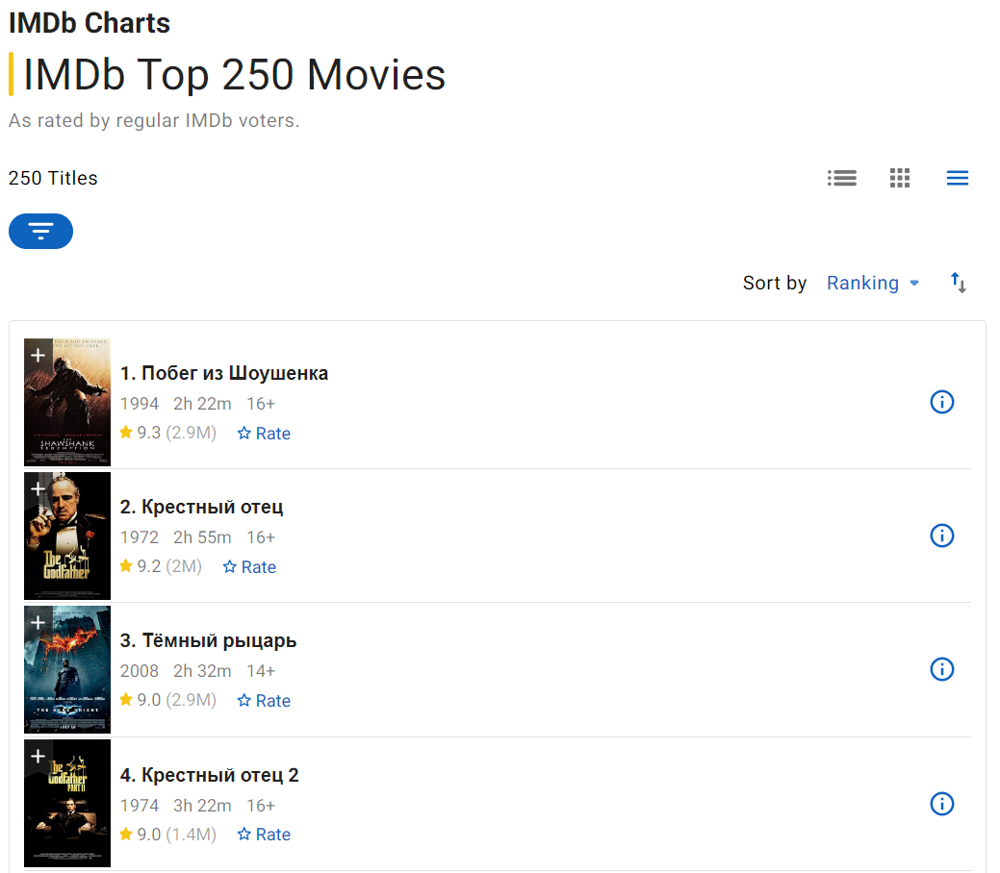 IMDb Charts
IMDb Top 250 Movies
As rated by regular IMDb voters.
250 Titles
Sort by Ranking
1. Побег из Шоушенка
1994 2h 22m 16+
9.3 (2.9M) Rate
THE
SHAWSHANK
REDEMPTION
2. Крестный отец
1972 2h 55m 16+
9.2 (2M) Rate
The
Godfather
3. Тёмный рыцарь
2008 2h 32m 14+
9.0 (2.9M) Rate
THE DARK KNIGHT
4. Крестный отец 2
1974 3h 22m 16+
9.0 (1.4M) Rate
The
Godfather
PART II